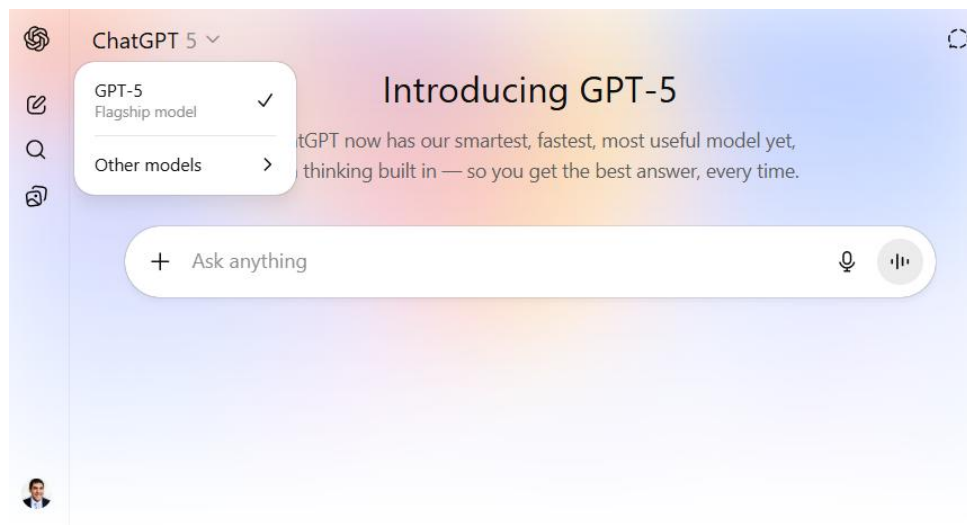 ChatGPT 5
GPT-5
Flagship model
Other models
Introducing GPT-5
tGPT now has our smartest, fastest, most useful model yet,
thinking built in — so you get the best answer, every time.
Ask anything